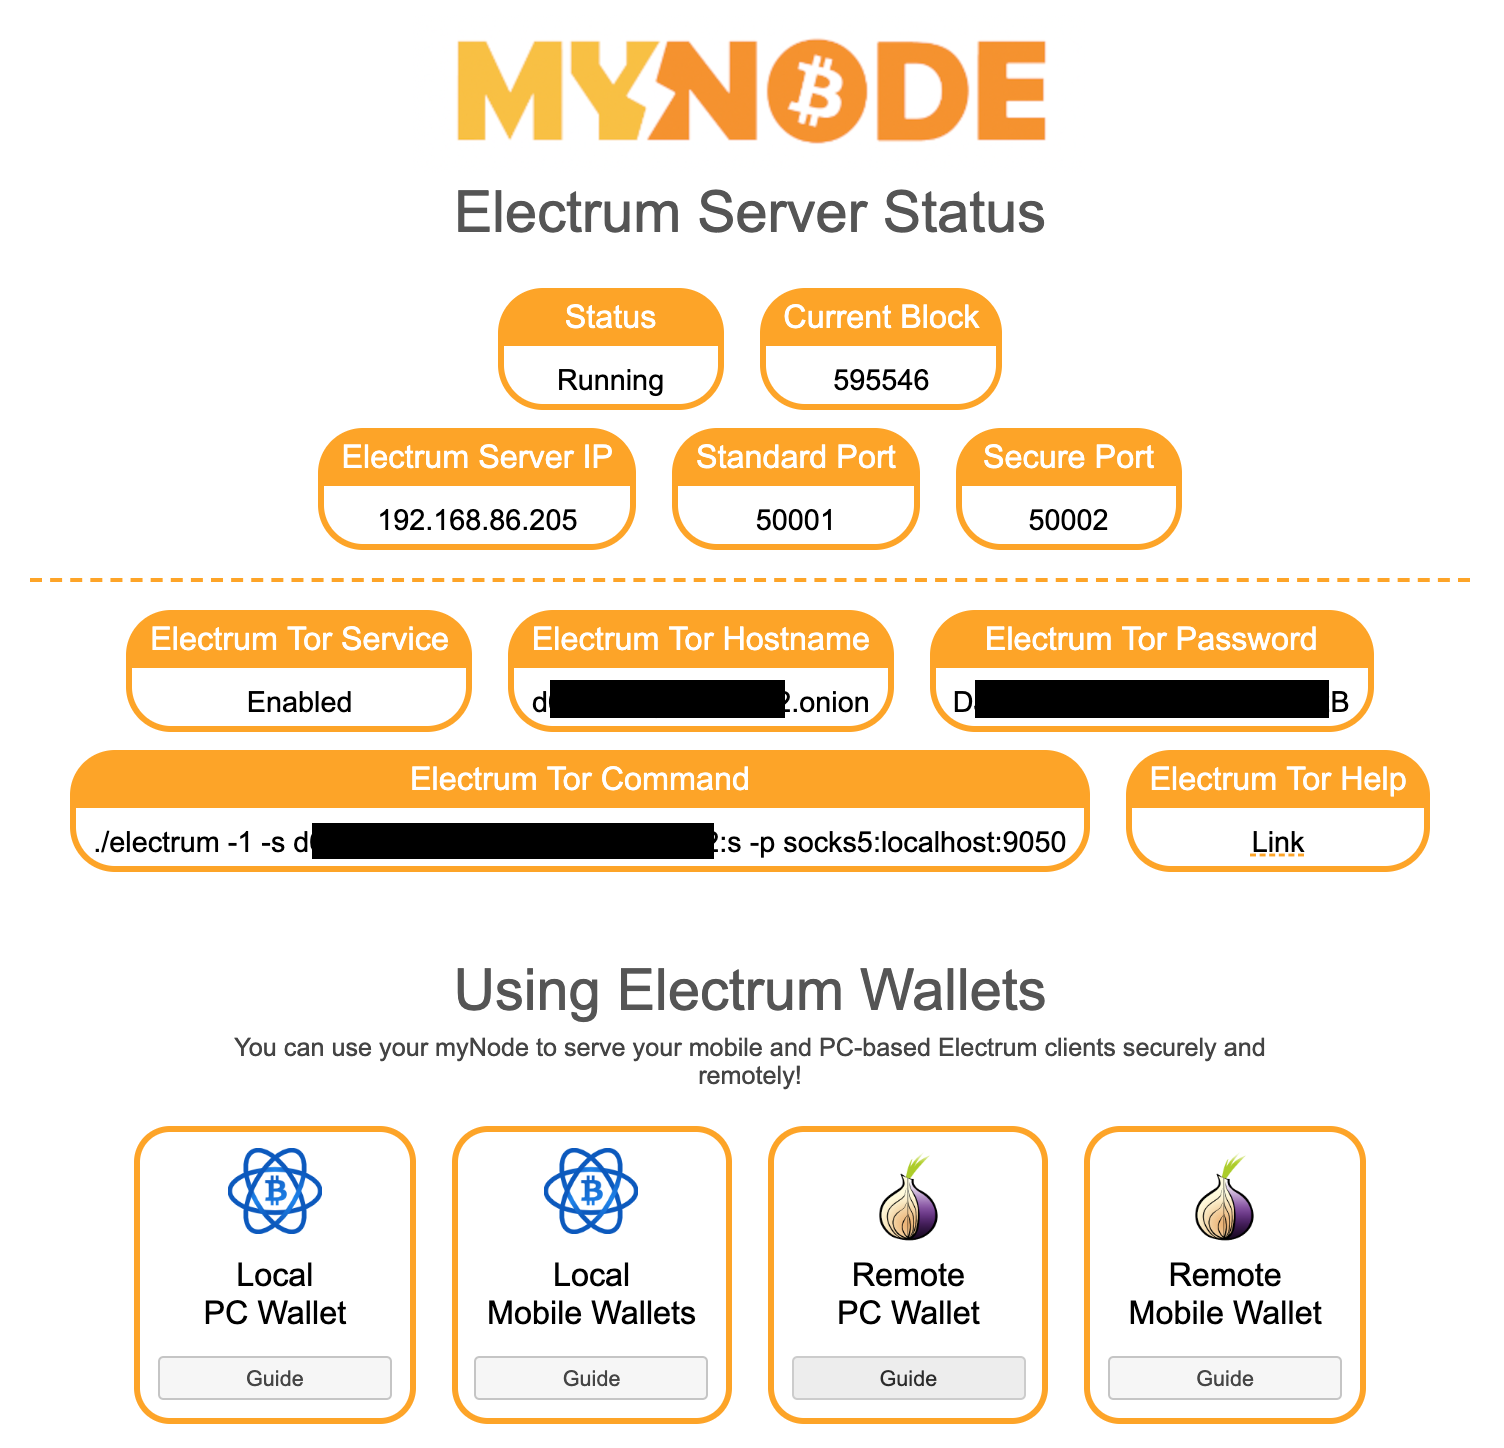 MYNODE
Electrum Server Status
Status
Running
Current Block
595546
Electrum Server IP
192.168.86.205
Standard Port
50001
Secure Port
50002
Electrum Tor Service
Enabled
Electrum Tor Hostname
d 2.onion
Electrum Tor Password
D B
Electrum Tor Command
./electrum -1 -s d 2:s -p socks5:localhost:9050
Electrum Tor Help
Link
Using Electrum Wallets
You can use your myNode to serve your mobile and PC-based Electrum clients securely and
remotely!
Local
PC Wallet
Guide
Local
Mobile Wallets
Guide
Remote
PC Wallet
Guide
Remote
Mobile Wallet
Guide